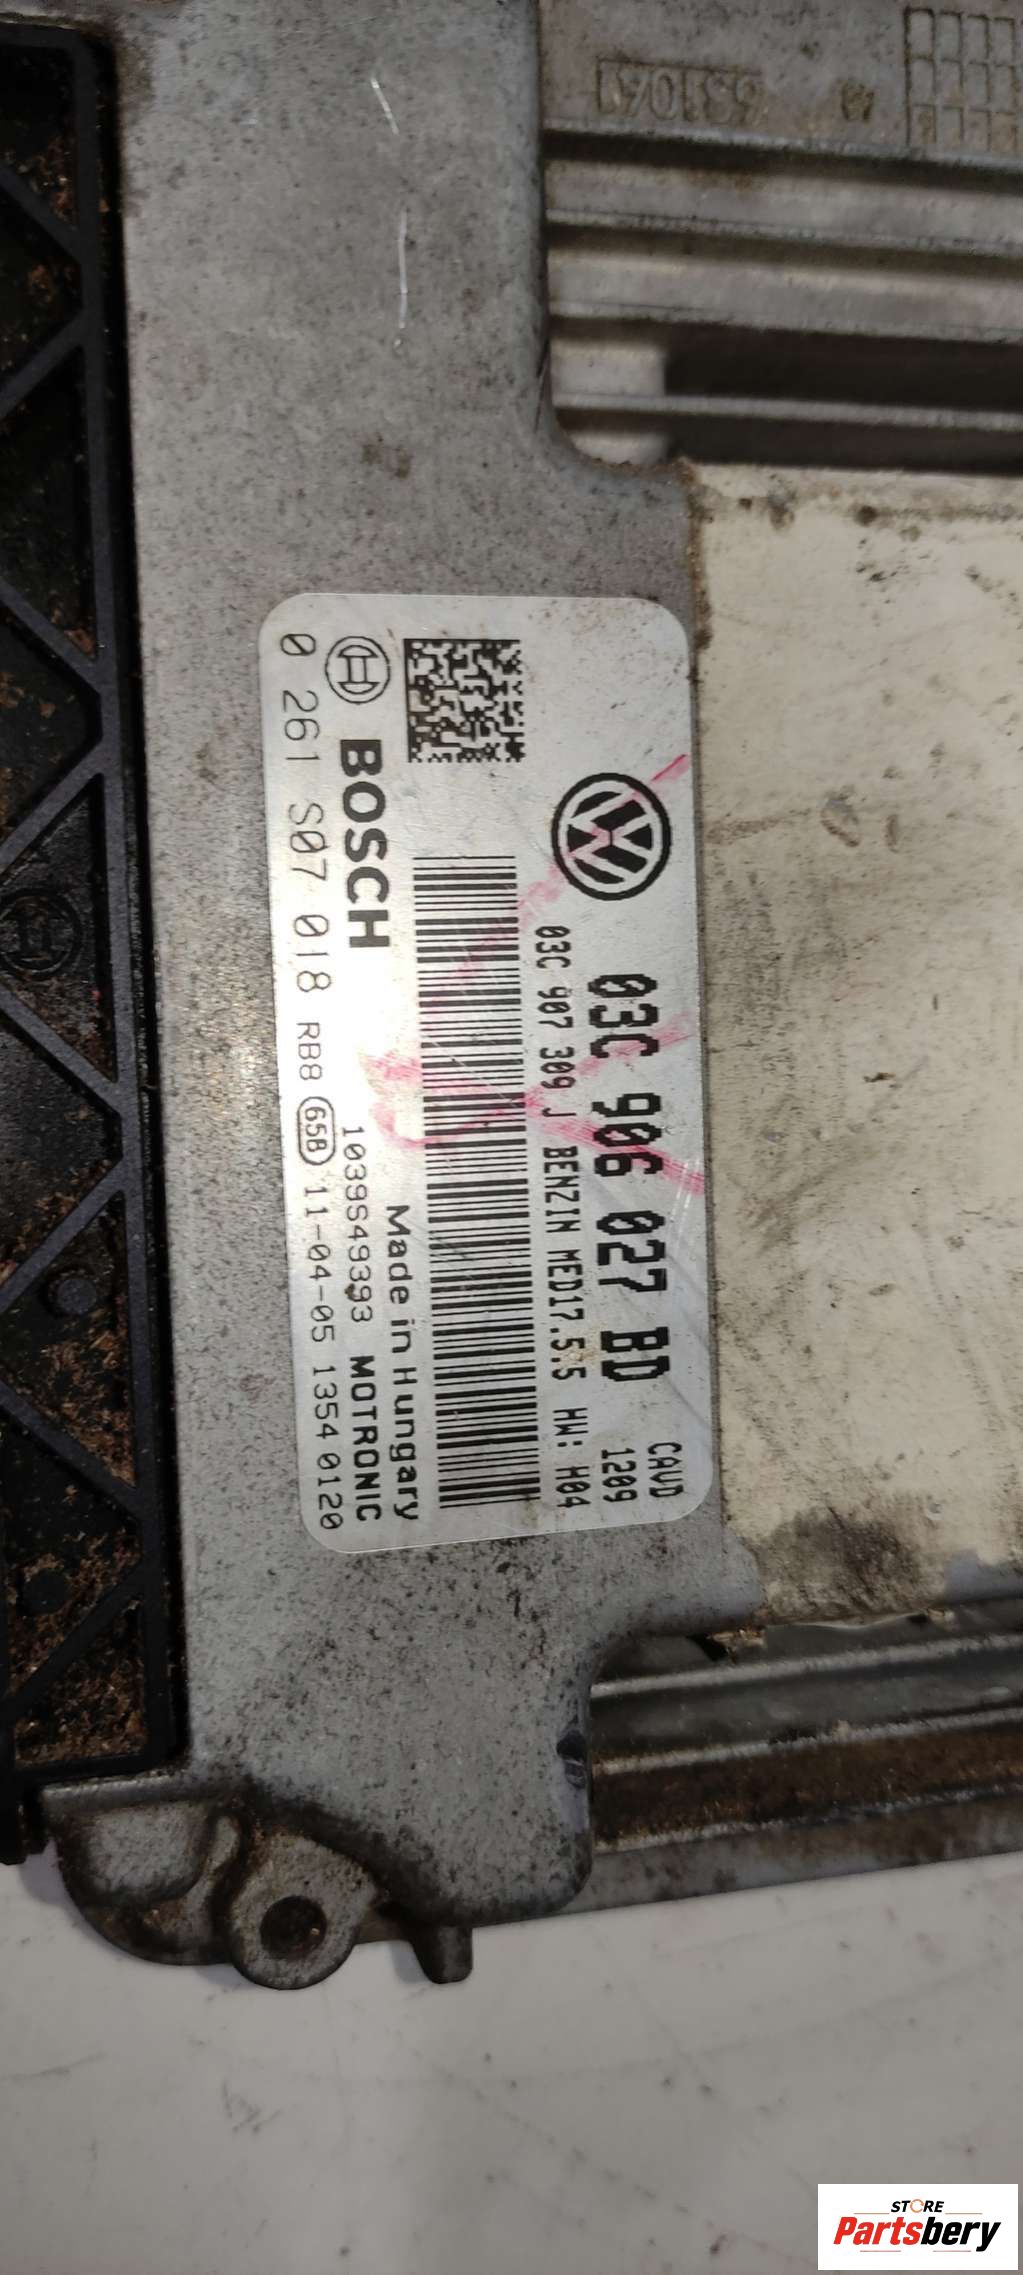 03C 906 027 BD
CAVD
1209
03C 907 309 J BENZIN MED17.5.5 HW: H04
Made in Hungary
BOSCH
1039S49393 MOTRONIC
0 261 S07 018 RB8 65B 11-04-05 1354 0120
631061
STORE
Partsbery